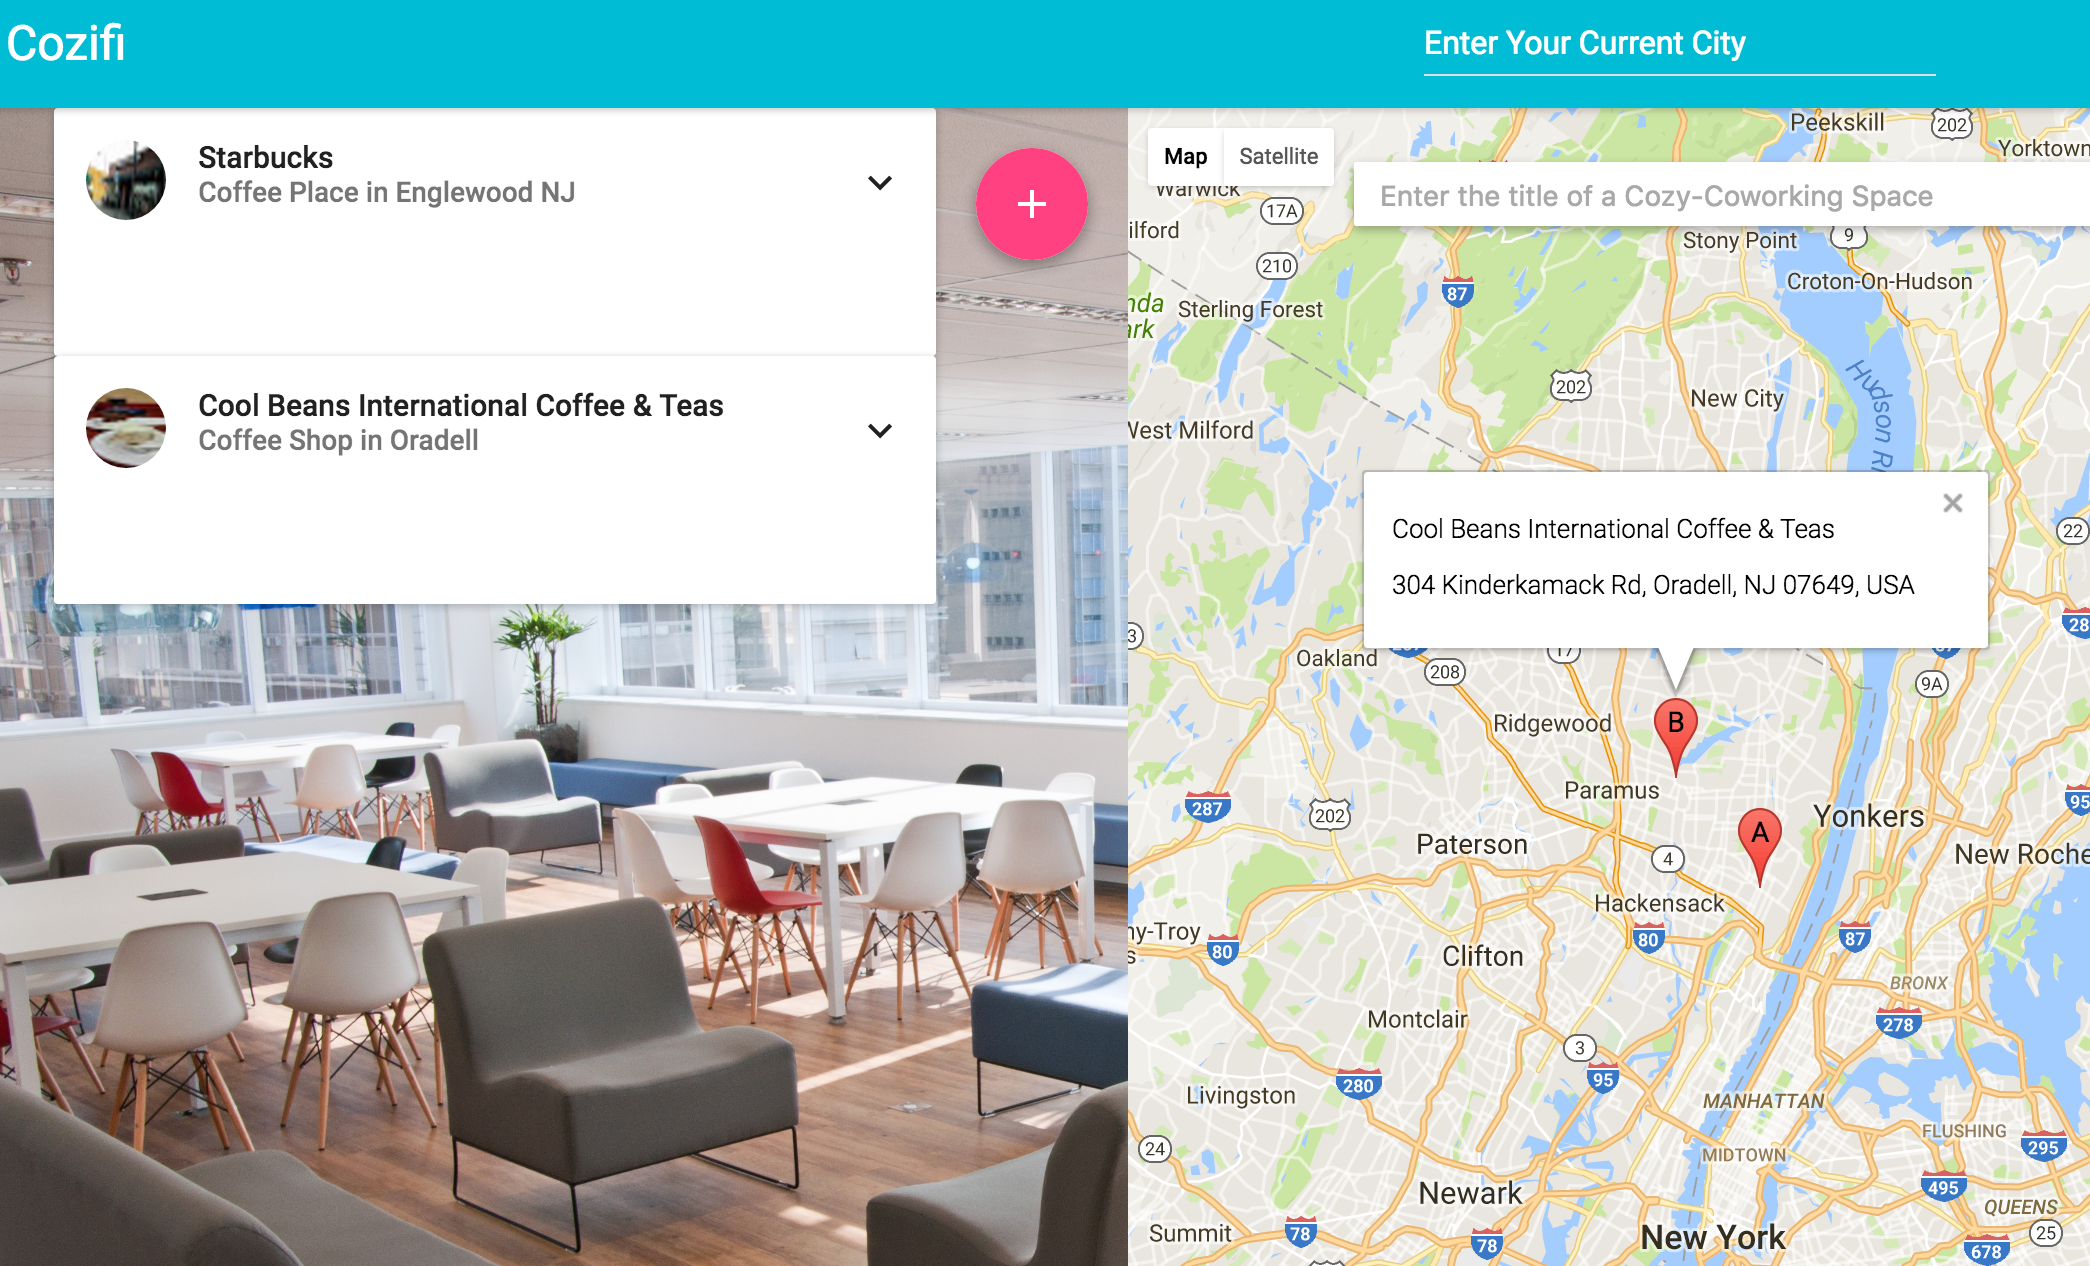 Cozifi
Enter Your Current City
Starbucks
Coffee Place in Englewood NJ
Cool Beans International Coffee & Teas
Coffee Shop in Oradell
Map
Satellite
Enter the title of a Cozy-Coworking Space
Peekskill
202
Yorktown
Warwick
17A
ilford
210
Stony Point
9
Croton-On-Hudson
87
nda
ark
Sterling Forest
202
New City
Hudson Ri
West Milford
Cool Beans International Coffee & Teas
304 Kinderkamack Rd, Oradell, NJ 07649, USA
22
28
3
Oakland
17
208
9A
Ridgewood
B
Paramus
287
202
95
Yonkers
A
Paterson
4
New Roche
Hackensack
ny-Troy
s
80
80
87
Clifton
BRONX
278
Montclair
3
95
280
Livingston
MANHATTAN
FLUSHING
295
24
MIDTOWN
495
Newark
QUEENS
Summit
78
78
New York
25
678